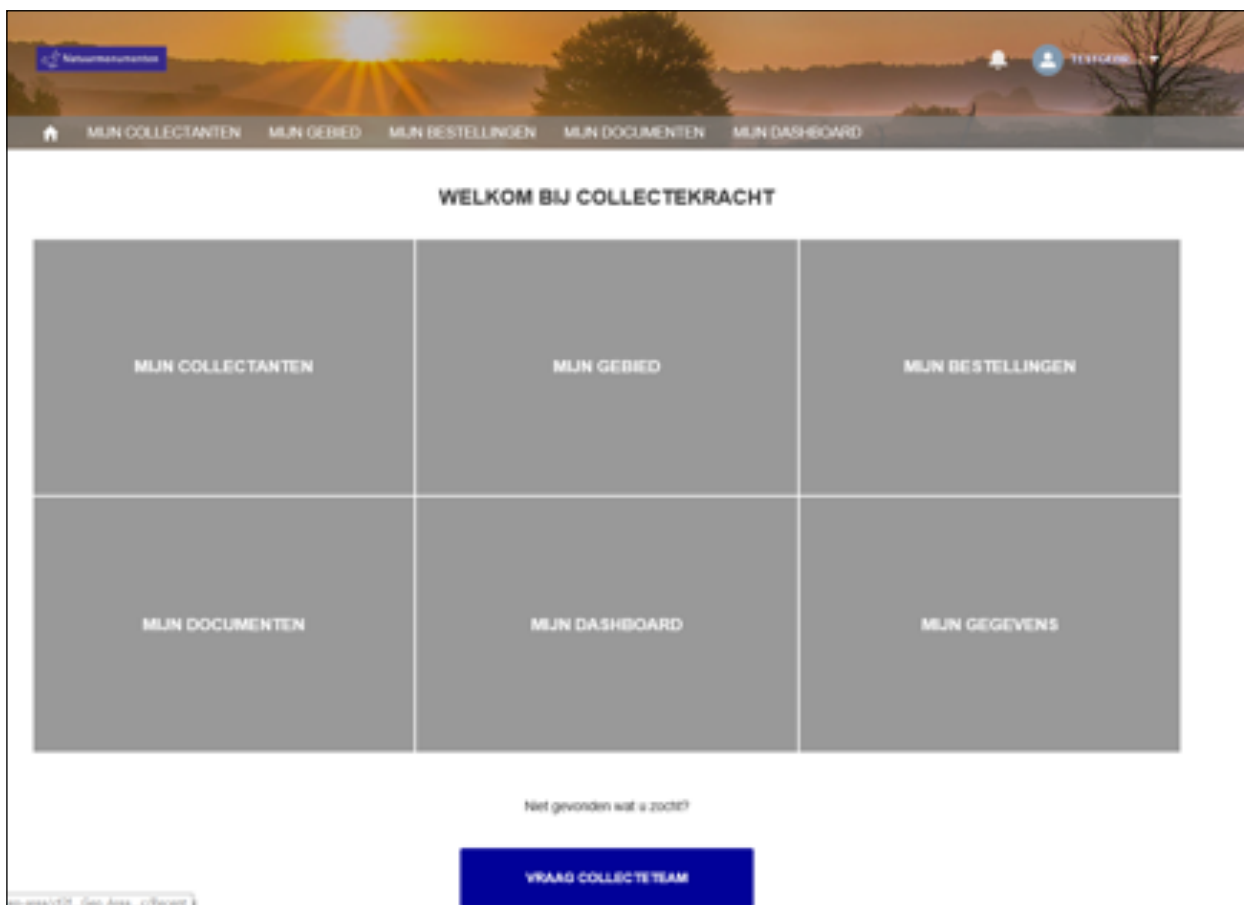 Natuurmonumenten
MIJN COLLECTANTEN MIJN GEBIED MIJN BESTELLINGEN MIJN DOCUMENTEN MIJN DASHBOARD
WELKOM BIJ COLLECTEKRACHT
MIJN COLLECTANTEN MIJN GEBIED MIJN BESTELLINGEN
MIJN DOCUMENTEN MIJN DASHBOARD MIJN GEGEVENS
Niet gevonden wat u zocht?
VRAAG COLLECTETEAM